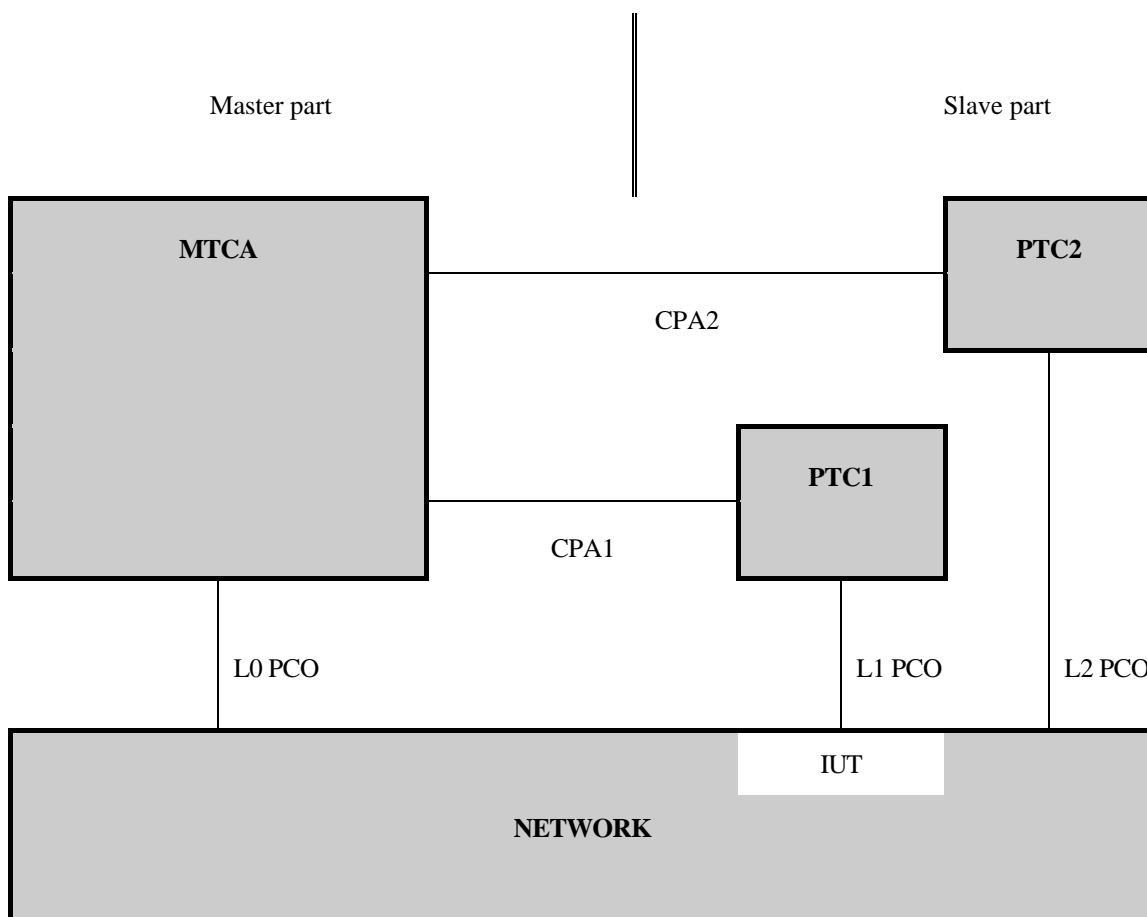 Master part
Slave part
MTCA
PTC2
CPA2
PTC1
CPA1
L0 PCO
L1 PCO
L2 PCO
IUT
NETWORK